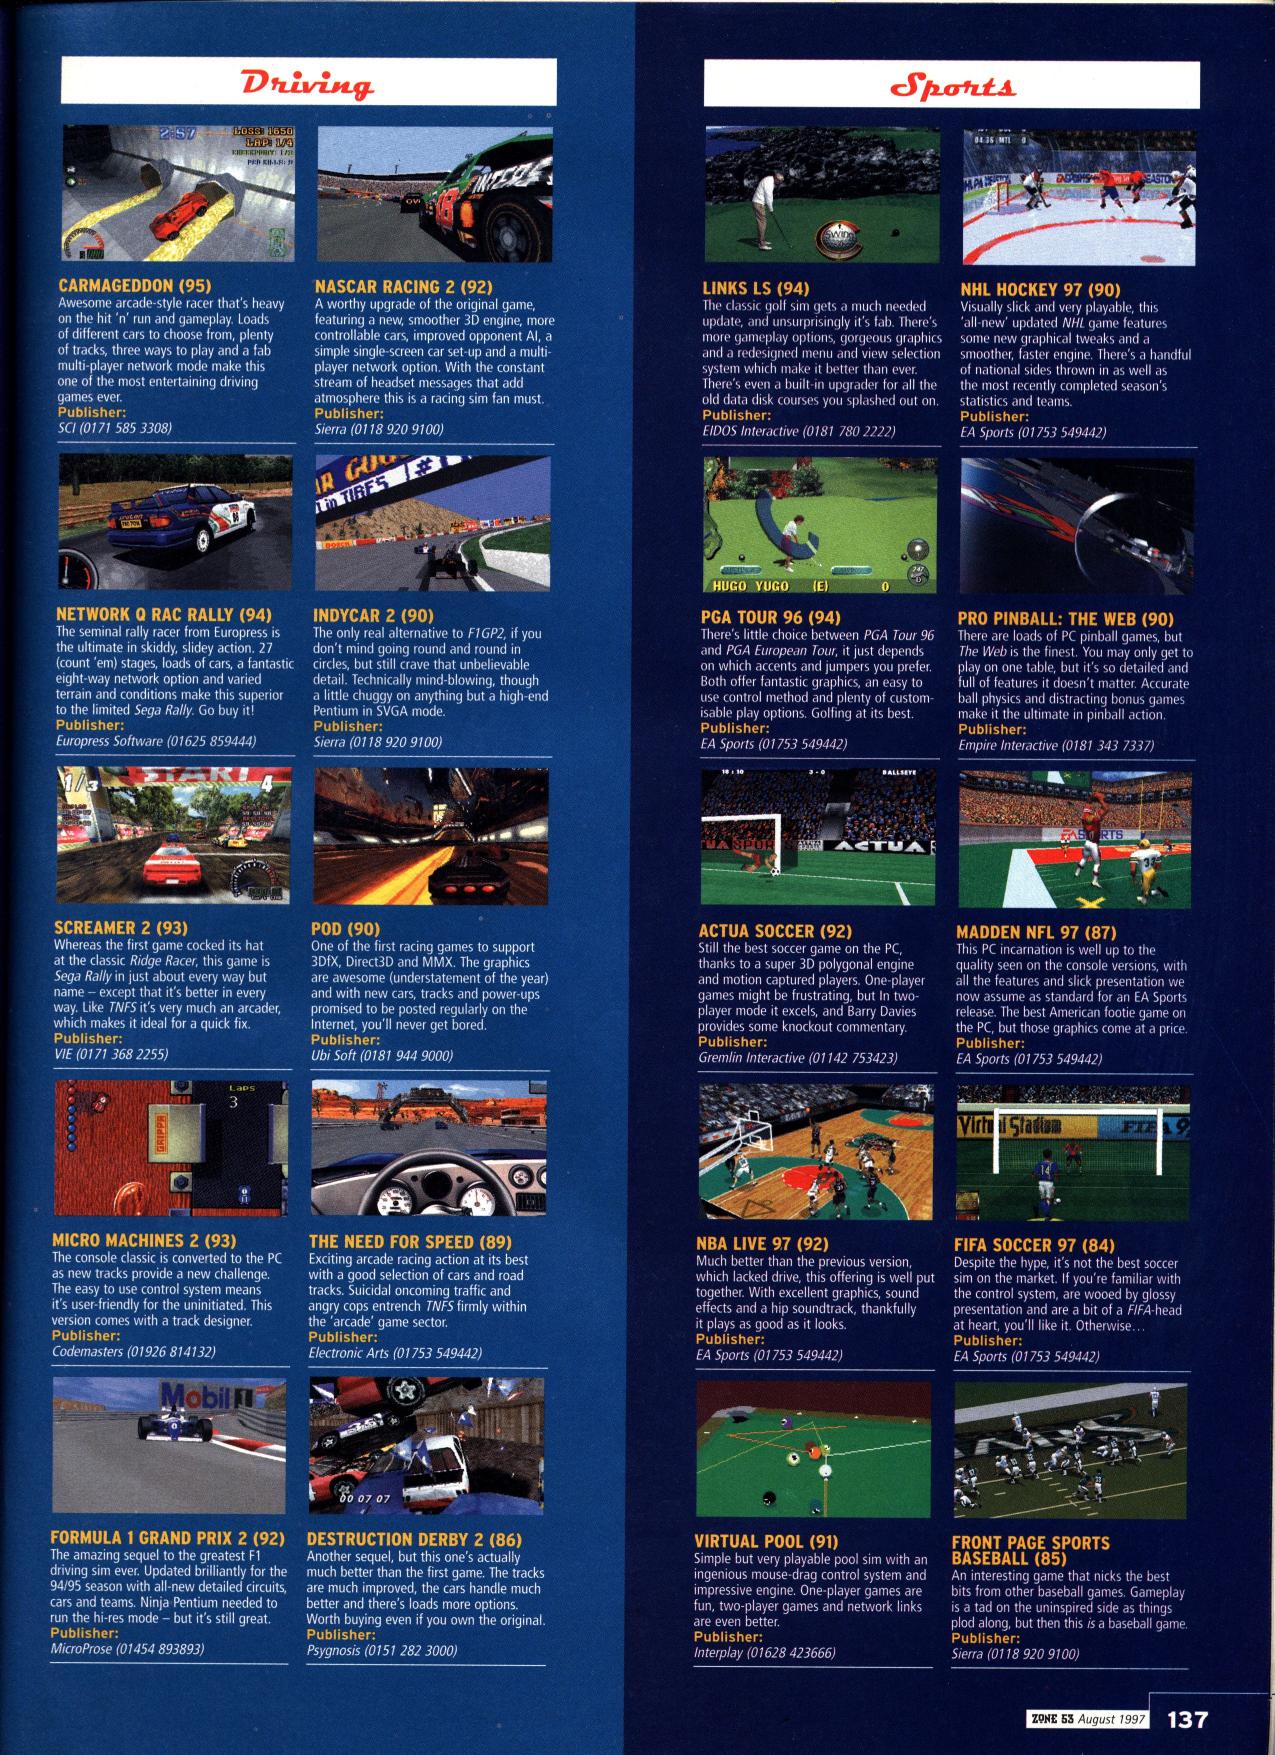 Driving
2:57
LOSS: 1650
LAP: 1/4
CARMAGEDDON (95)
Awesome arcade-style racer that's heavy
on the hit 'n' run and gameplay. Loads
of different cars to choose from, plenty
of tracks, three ways to play and a fab
multi-player network mode make this
one of the most entertaining driving
games ever.
Publisher:
SCI (0171 585 3308)
NASCAR RACING 2 (92)
A worthy upgrade of the original game,
featuring a new, smoother 3D engine, more
controllable cars, improved opponent AI, a
simple single-screen car set-up and a multi-
player network option. With the constant
stream of headset messages that add
atmosphere this is a racing sim fan must.
Publisher:
Sierra (0118 920 9100)
NETWORK Q RAC RALLY (94)
The seminal rally racer from Europress is
the ultimate in skiddy, slidey action. 27
(count 'em) stages, loads of cars, a fantastic
eight-way network option and varied
terrain and conditions make this superior
to the limited Sega Rally. Go buy it!
Publisher:
Europress Software (01625 859444)
INDYCAR 2 (90)
The only real alternative to F1GP2, if you
don't mind going round and round in
circles, but still crave that unbelievable
detail. Technically mind-blowing, though
a little chuggy on anything but a high-end
Pentium in SVGA mode.
Publisher:
Sierra (0118 920 9100)
START
1/3
4
SCREAMER 2 (93)
Whereas the first game cocked its hat
at the classic Ridge Racer, this game is
Sega Rally in just about every way but
name – except that it's better in every
way. Like TNFS it's very much an arcader,
which makes it ideal for a quick fix.
Publisher:
VIE (0171 368 2255)
POD (90)
One of the first racing games to support
3DfX, Direct3D and MMX. The graphics
are awesome (understatement of the year)
and with new cars, tracks and power-ups
promised to be posted regularly on the
Internet, you'll never get bored.
Publisher:
Ubi Soft (0181 944 9000)
Laps
3
MICRO MACHINES 2 (93)
The console classic is converted to the PC
as new tracks provide a new challenge.
The easy to use control system means
it's user-friendly for the uninitiated. This
version comes with a track designer.
Publisher:
Codemasters (01926 814132)
THE NEED FOR SPEED (89)
Exciting arcade racing action at its best
with a good selection of cars and road
tracks. Suicidal oncoming traffic and
angry cops entrench TNFS firmly within
the 'arcade' game sector.
Publisher:
Electronic Arts (01753 549442)
Mobil 1
FORMULA 1 GRAND PRIX 2 (92)
The amazing sequel to the greatest F1
driving sim ever. Updated brilliantly for the
94/95 season with all-new detailed circuits,
cars and teams. Ninja Pentium needed to
run the hi-res mode – but it's still great.
Publisher:
MicroProse (01454 893893)
00 07 07
DESTRUCTION DERBY 2 (86)
Another sequel, but this one's actually
much better than the first game. The tracks
are much improved, the cars handle much
better and there's loads more options.
Worth buying even if you own the original.
Publisher:
Psygnosis (0151 282 3000)
Sports
SWING
LINKS LS (94)
The classic golf sim gets a much needed
update, and unsurprisingly it's fab. There's
more gameplay options, gorgeous graphics
and a redesigned menu and view selection
system which make it better than ever.
There's even a built-in upgrader for all the
old data disk courses you splashed out on.
Publisher:
EIDOS Interactive (0181 780 2222)
04:36 MTL 0
NHL HOCKEY 97 (90)
Visually slick and very playable, this
'all-new' updated NHL game features
some new graphical tweaks and a
smoother, faster engine. There's a handful
of national sides thrown in as well as
the most recently completed season's
statistics and teams.
Publisher:
EA Sports (01753 549442)
HUGO YUGO (E) 0
247
PGA TOUR 96 (94)
There's little choice between PGA Tour 96
and PGA European Tour, it just depends
on which accents and jumpers you prefer.
Both offer fantastic graphics, an easy to
use control method and plenty of custom-
isable play options. Golfing at its best.
Publisher:
EA Sports (01753 549442)
PRO PINBALL: THE WEB (90)
There are loads of PC pinball games, but
The Web is the finest. You may only get to
play on one table, but it's so detailed and
full of features it doesn't matter. Accurate
ball physics and distracting bonus games
make it the ultimate in pinball action.
Publisher:
Empire Interactive (0181 343 7337)
18:10 3-0 BALLSEYE
ACTUA
ACTUA SOCCER (92)
Still the best soccer game on the PC,
thanks to a super 3D polygonal engine
and motion captured players. One-player
games might be frustrating, but In two-
player mode it excels, and Barry Davies
provides some knockout commentary.
Publisher:
Gremlin Interactive (01142 753423)
EA SPORTS
MADDEN NFL 97 (87)
This PC incarnation is well up to the
quality seen on the console versions, with
all the features and slick presentation we
now assume as standard for an EA Sports
release. The best American footie game on
the PC, but those graphics come at a price.
Publisher:
EA Sports (01753 549442)
NBA LIVE 97 (92)
Much better than the previous version,
which lacked drive, this offering is well put
together. With excellent graphics, sound
effects and a hip soundtrack, thankfully
it plays as good as it looks.
Publisher:
EA Sports (01753 549442)
Virtual Stadium
FIFA 9
14
FIFA SOCCER 97 (84)
Despite the hype, it's not the best soccer
sim on the market. If you're familiar with
the control system, are wooed by glossy
presentation and are a bit of a FIFA-head
at heart, you'll like it. Otherwise...
Publisher:
EA Sports (01753 549442)
VIRTUAL POOL (91)
Simple but very playable pool sim with an
ingenious mouse-drag control system and
impressive engine. One-player games are
fun, two-player games and network links
are even better.
Publisher:
Interplay (01628 423666)
FRONT PAGE SPORTS
BASEBALL (85)
An interesting game that nicks the best
bits from other baseball games. Gameplay
is a tad on the uninspired side as things
plod along, but then this is a baseball game.
Publisher:
Sierra (0118 920 9100)
ZONE 53 August 1997 137